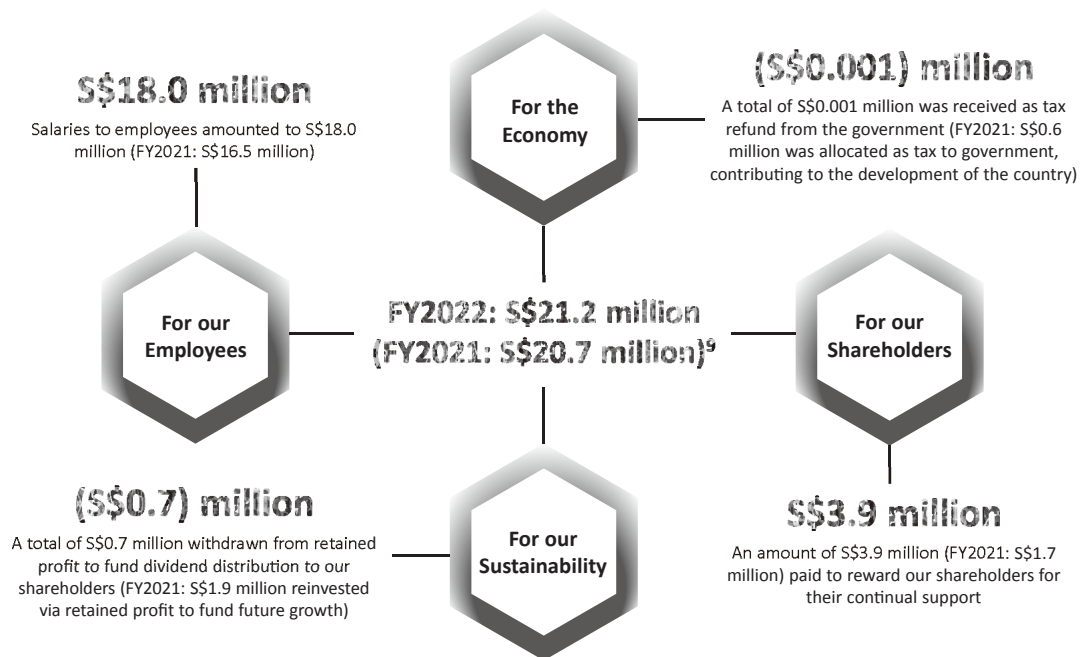 S$18.0 million
Salaries to employees amounted to S$18.0
million (FY2021: S$16.5 million)
For the
Economy
(S$0.001) million
A total of S$0.001 million was received as tax
refund from the government (FY2021: S$0.6
million was allocated as tax to government,
contributing to the development of the country)
For our
Employees
FY2022: S$21.2 million
(FY2021: S$20.7 million)⁹
For our
Shareholders
(S$0.7) million
A total of S$0.7 million withdrawn from retained
profit to fund dividend distribution to our
shareholders (FY2021: S$1.9 million reinvested
via retained profit to fund future growth)
For our
Sustainability
S$3.9 million
An amount of S$3.9 million (FY2021: S$1.7
million) paid to reward our shareholders for
their continual support